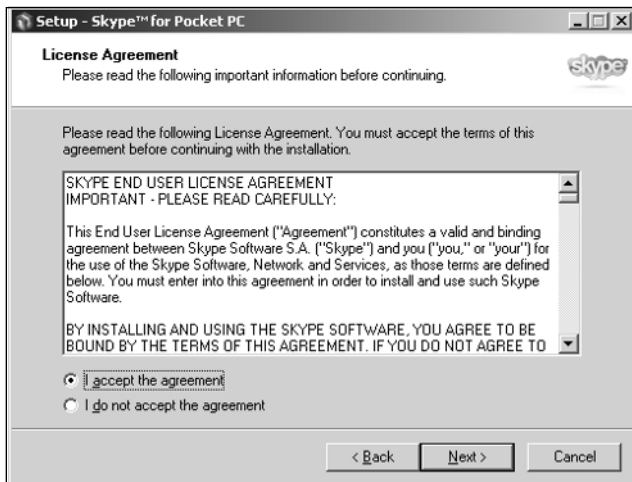 Setup - Skype™ for Pocket PC
License Agreement
Please read the following important information before continuing.
skype
Please read the following License Agreement. You must accept the terms of this
agreement before continuing with the installation.
SKYPE END USER LICENSE AGREEMENT
IMPORTANT - PLEASE READ CAREFULLY:
This End User License Agreement ("Agreement") constitutes a valid and binding
agreement between Skype Software S.A. ("Skype") and you ("you," or "your") for
the use of the Skype Software, Network and Services, as those terms are defined
below. You must enter into this agreement in order to install and use such Skype
Software.
BY INSTALLING AND USING THE SKYPE SOFTWARE, YOU AGREE TO BE
BOUND BY THE TERMS OF THIS AGREEMENT. IF YOU DO NOT AGREE TO
I accept the agreement
I do not accept the agreement
< Back Next > Cancel